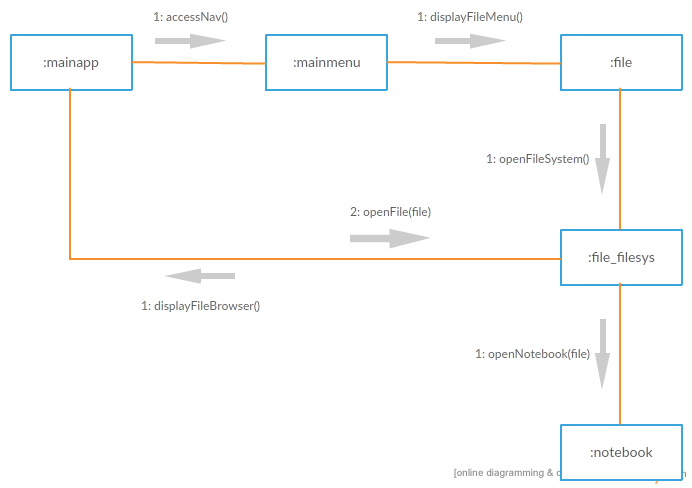 1: accessNav()
1: displayFileMenu()
:mainapp
:mainmenu
:file
1: openFileSystem()
2: openFile(file)
:file_filesys
1: displayFileBrowser()
1: openNotebook(file)
:notebook
[online diagramming &